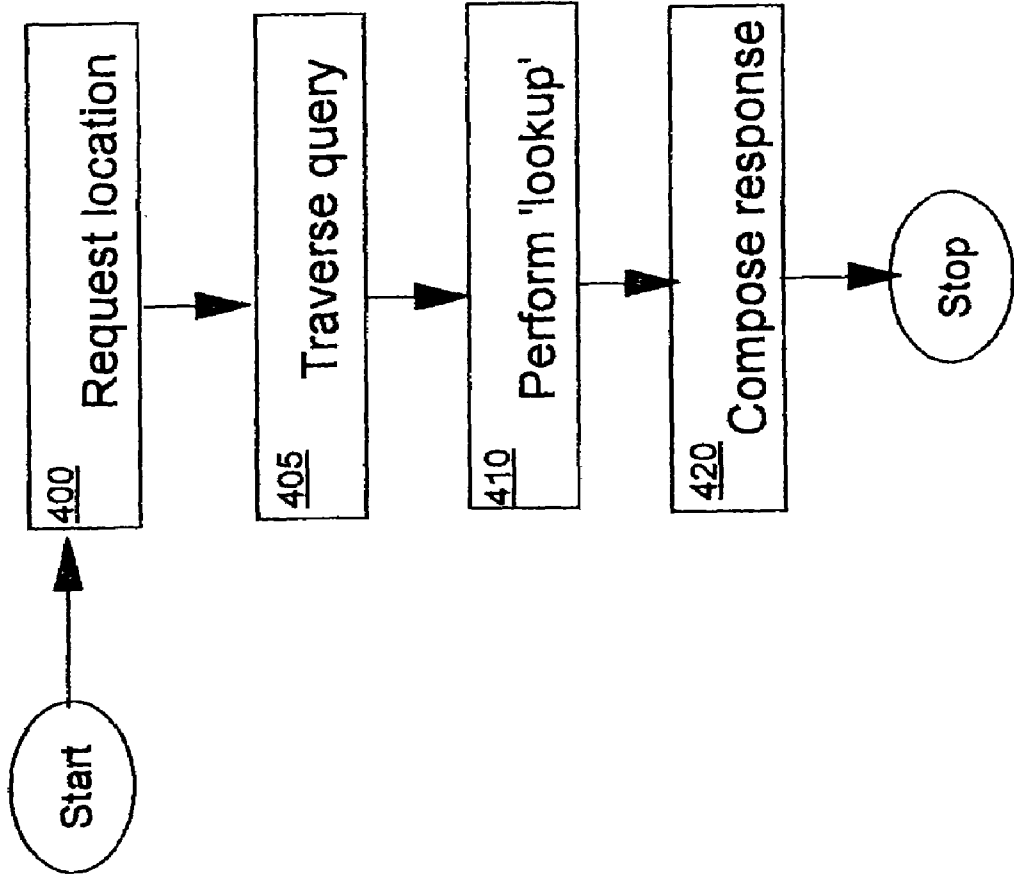 Start
400
Request location
405
Traverse query
410
Perform 'lookup'
420
Compose response
Stop